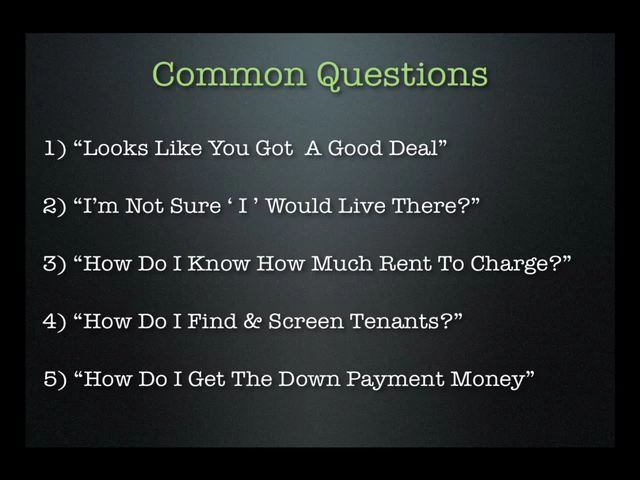 Common Questions
1) “Looks Like You Got  A Good Deal”
2) “I’m Not Sure ‘ I ’ Would Live There?”
3) “How Do I Know How Much Rent To Charge?”
4) “How Do I Find & Screen Tenants?”
5) “How Do I Get The Down Payment Money”